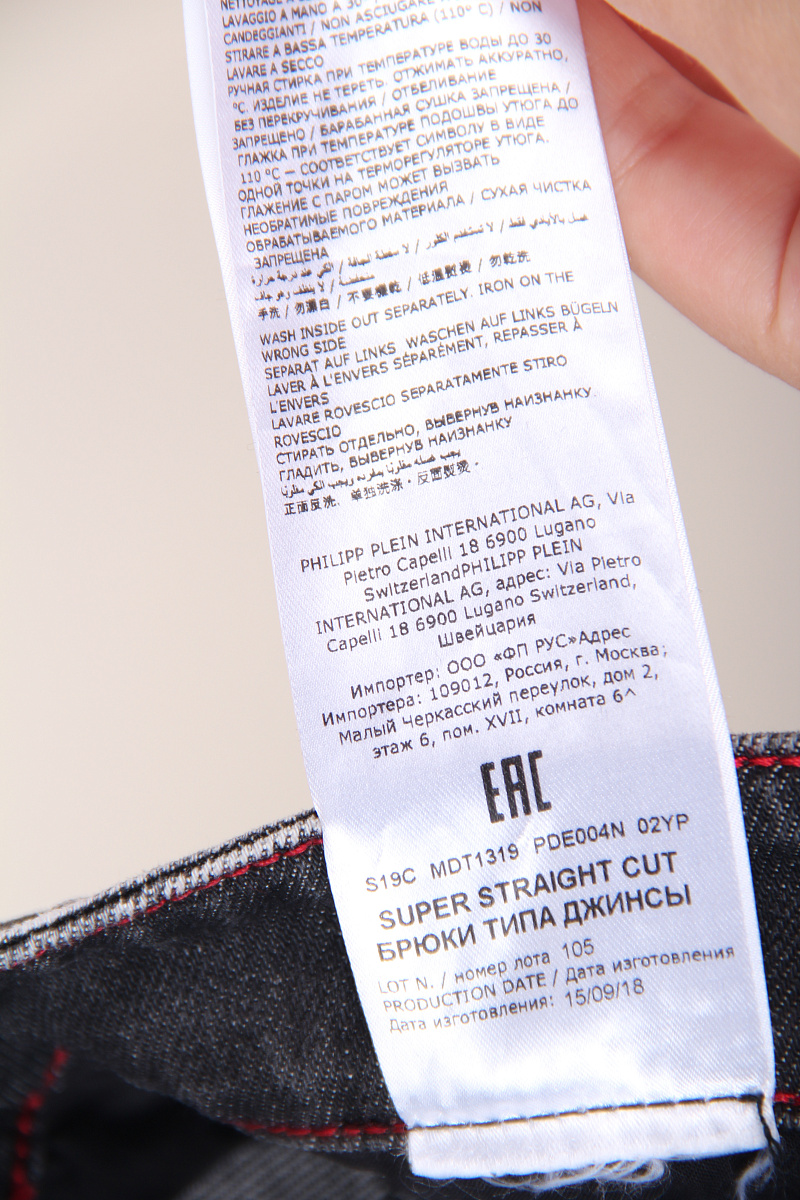 LAVAGGIO A MANO A 30°
CANDEGGIANTI / NON ASCIUGARE
STIRARE A BASSA TEMPERATURA (110° C) / NON
LAVARE A SECCO
РУЧНАЯ СТИРКА ПРИ ТЕМПЕРАТУРЕ ВОДЫ ДО 30
°C. ИЗДЕЛИЕ НЕ ТЕРЕТЬ. ОТЖИМАТЬ АККУРАТНО,
БЕЗ ПЕРЕКРУЧИВАНИЯ / ОТБЕЛИВАНИЕ
ЗАПРЕЩЕНО / БАРАБАННАЯ СУШКА ЗАПРЕЩЕНА /
ГЛАЖКА ПРИ ТЕМПЕРАТУРЕ ПОДОШВЫ УТЮГА ДО
110 °C — СООТВЕТСТВУЕТ СИМВОЛУ В ВИДЕ
ОДНОЙ ТОЧКИ НА ТЕРМОРЕГУЛЯТОРЕ УТЮГА.
ГЛАЖЕНИЕ С ПАРОМ МОЖЕТ ВЫЗВАТЬ
НЕОБРАТИМЫЕ ПОВРЕЖДЕНИЯ
ОБРАБАТЫВАЕМОГО МАТЕРИАЛА / СУХАЯ ЧИСТКА
ЗАПРЕЩЕНА
手洗 / 勿漂白 / 不要機乾 / 低溫熨燙 / 勿乾洗
WASH INSIDE OUT SEPARATELY. IRON ON THE
WRONG SIDE
SEPARAT AUF LINKS WASCHEN AUF LINKS BÜGELN
LAVER À L'ENVERS SÉPARÉMENT, REPASSER À
L'ENVERS
LAVARE ROVESCIO SEPARATAMENTE STIRO
ROVESCIO
СТИРАТЬ ОТДЕЛЬНО, ВЫВЕРНУВ НАИЗНАНКУ.
ГЛАДИТЬ, ВЫВЕРНУВ НАИЗНАНКУ
正面反洗. 单独洗涤. 反面熨烫.
PHILIPP PLEIN INTERNATIONAL AG, Via
Pietro Capelli 18 6900 Lugano
SwitzerlandPHILIPP PLEIN
INTERNATIONAL AG, адрес: Via Pietro
Capelli 18 6900 Lugano Switzerland,
Швейцария
Импортер: ООО «ФП РУС»Адрес
Импортера: 109012, Россия, г. Москва;
Малый Черкасский переулок, дом 2,
этаж 6, пом. XVII, комната 6^
EAC
S19C MDT1319 PDE004N 02YP
SUPER STRAIGHT CUT
БРЮКИ ТИПА ДЖИНСЫ
LOT N. / номер лота 105
PRODUCTION DATE / Дата изготовления
Дата изготовления: 15/09/18